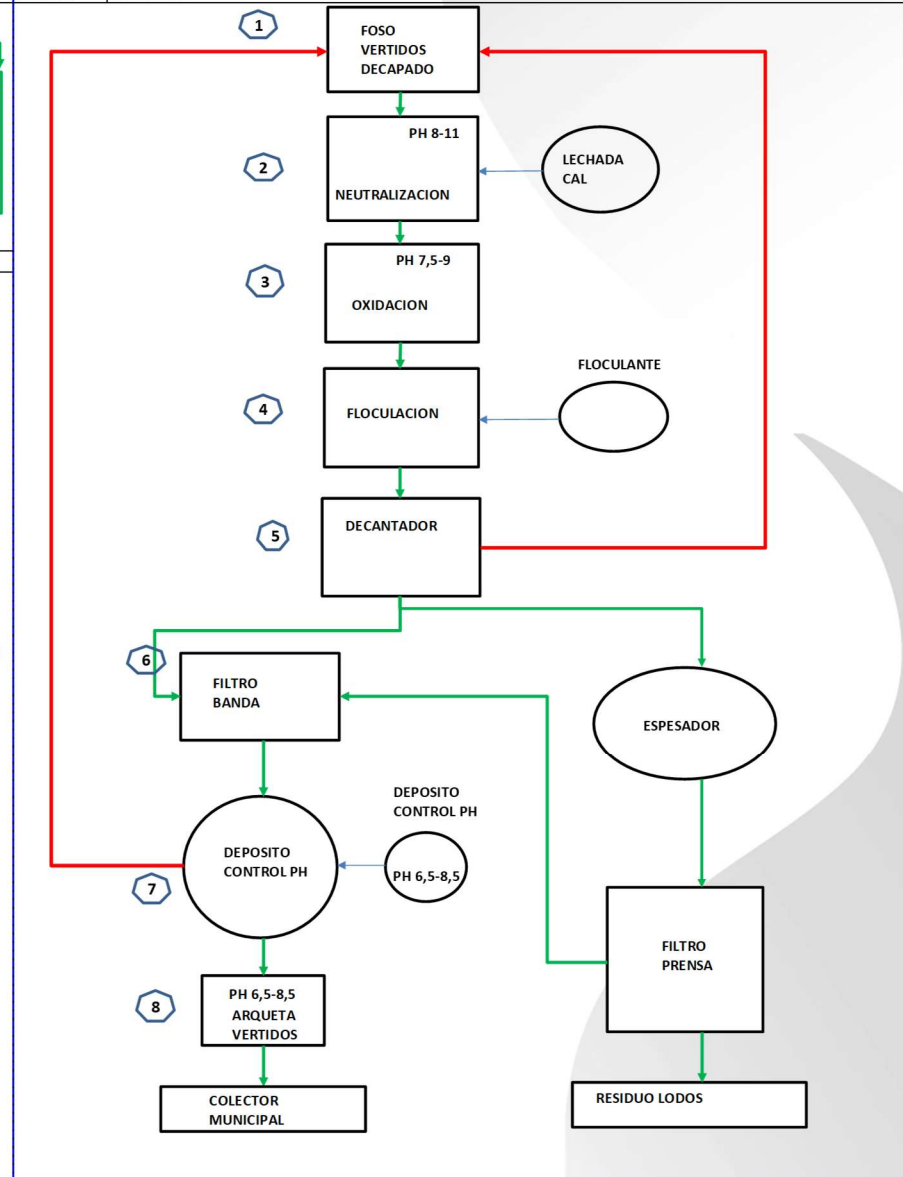 1
FOSO
VERTIDOS
DECAPADO
PH 8-11
2
NEUTRALIZACION
LECHADA
CAL
PH 7,5-9
3
OXIDACION
FLOCULANTE
4
FLOCULACION
5
DECANTADOR
6
FILTRO
BANDA
ESPESADOR
DEPOSITO
CONTROL PH
PH 6,5-8,5
DEPOSITO
CONTROL PH
7
FILTRO
PRENSA
8
PH 6,5-8,5
ARQUETA
VERTIDOS
COLECTOR
MUNICIPAL
RESIDUO LODOS